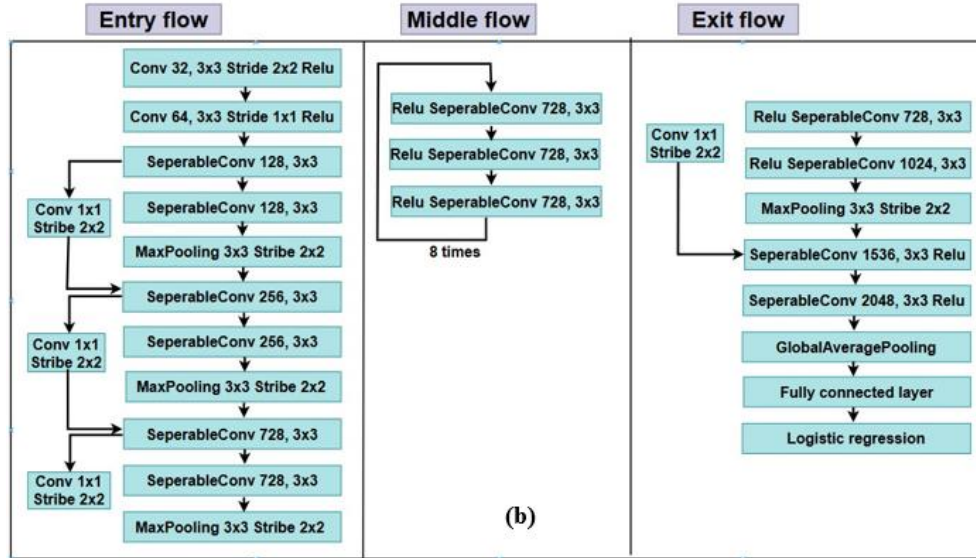 Entry flow
Conv 32, 3x3 Stride 2x2 Relu
Conv 64, 3x3 Stride 1x1 Relu
SeperableConv 128, 3x3
SeperableConv 128, 3x3
Conv 1x1
Stribe 2x2
MaxPooling 3x3 Stribe 2x2
SeperableConv 256, 3x3
SeperableConv 256, 3x3
Conv 1x1
Stribe 2x2
MaxPooling 3x3 Stribe 2x2
SeperableConv 728, 3x3
SeperableConv 728, 3x3
Conv 1x1
Stribe 2x2
MaxPooling 3x3 Stribe 2x2
Middle flow
Relu SeperableConv 728, 3x3
Relu SeperableConv 728, 3x3
Relu SeperableConv 728, 3x3
8 times
(b)
Exit flow
Relu SeperableConv 728, 3x3
Conv 1x1
Stribe 2x2
Relu SeperableConv 1024, 3x3
MaxPooling 3x3 Stribe 2x2
SeperableConv 1536, 3x3 Relu
SeperableConv 2048, 3x3 Relu
GlobalAveragePooling
Fully connected layer
Logistic regression